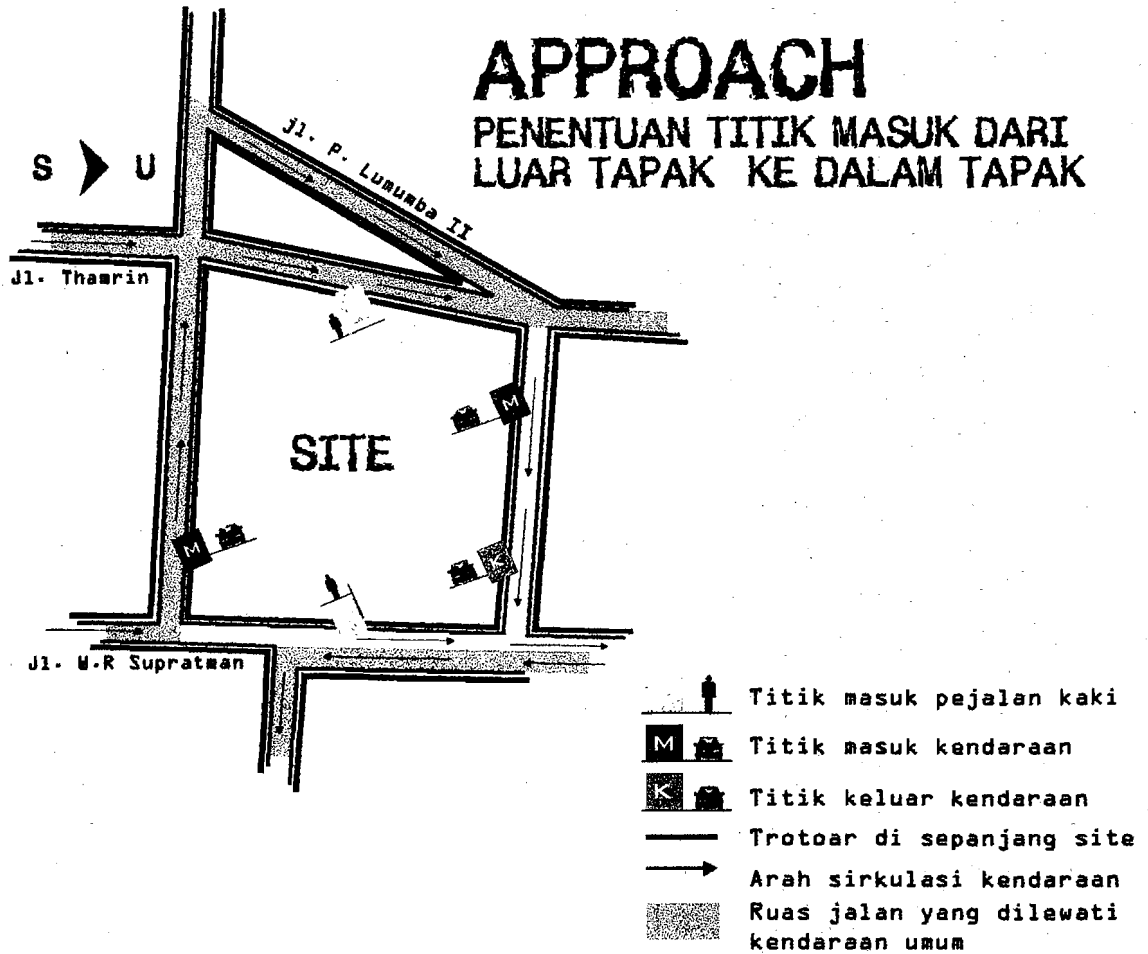 APPROACH
PENENTUAN TITIK MASUK DARI
LUAR TAPAK KE DALAM TAPAK
S U
jl. P. Lumumba II
Jl. Thamrin
M
SITE
M
K
Jl. W.R Supratman
Titik masuk pejalan kaki
M Titik masuk kendaraan
K Titik keluar kendaraan
Trotoar di sepanjang site
Arah sirkulasi kendaraan
Ruas jalan yang dilewati
kendaraan umum